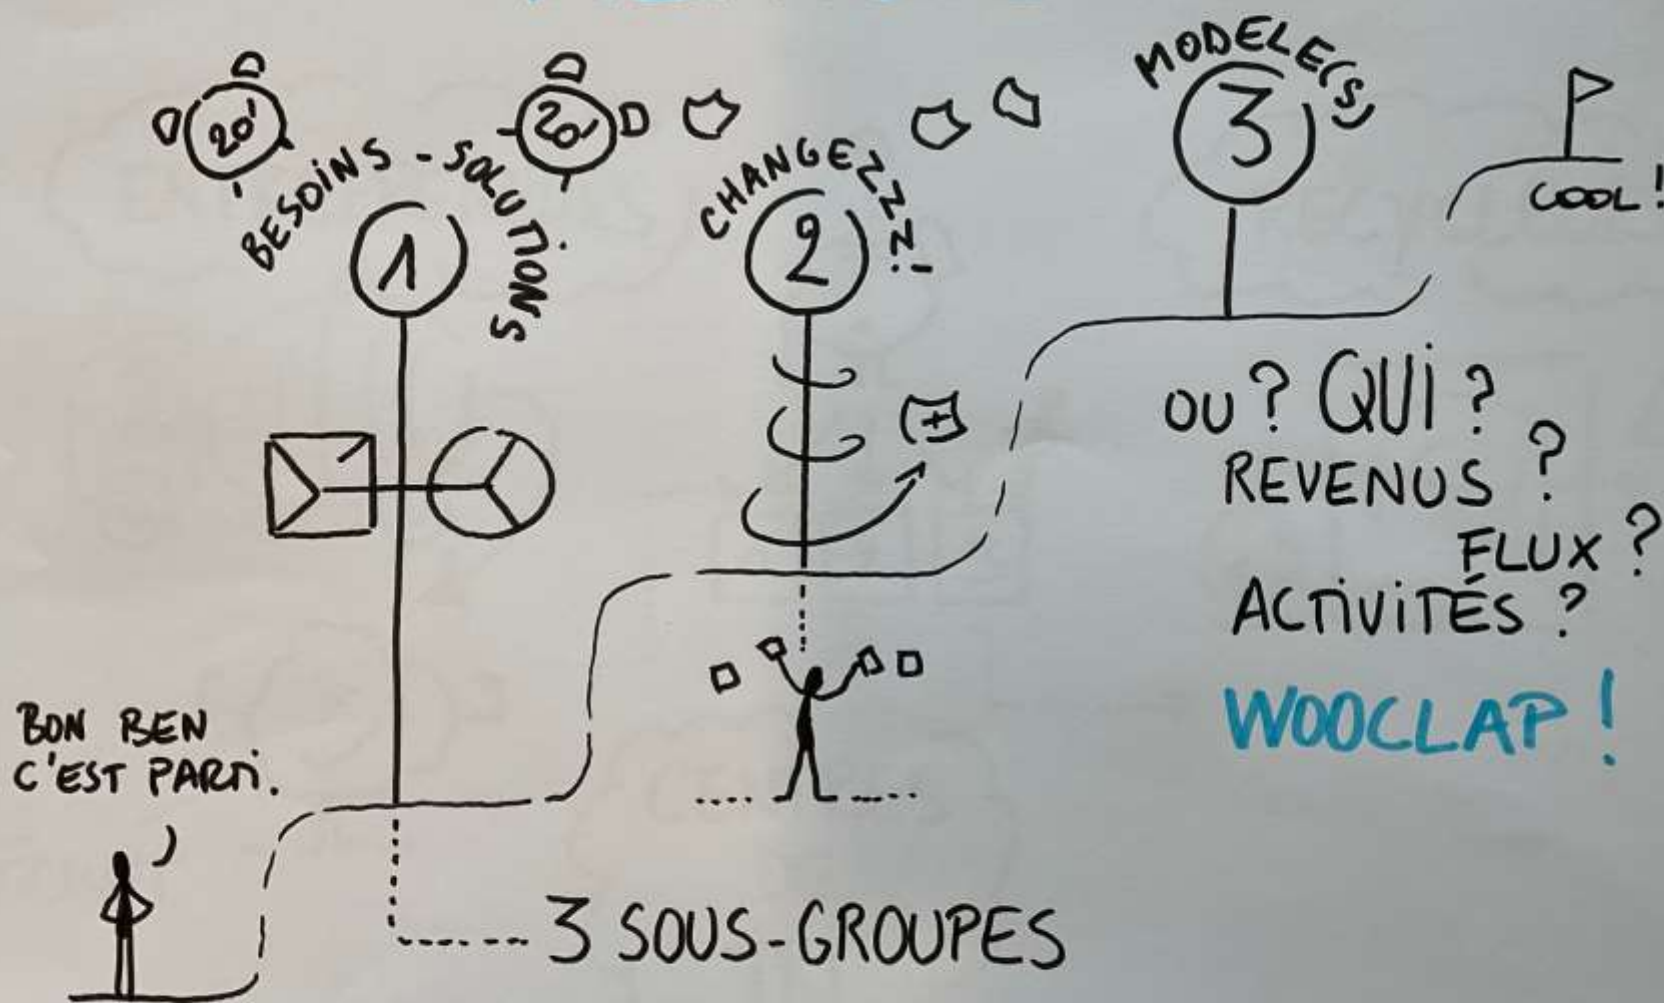 20'
20'
BESOINS - SOLUTIONS
1
CHANGEZZZ!
2
MODELE(S)
3
COOL !
(+)
OU ? QUI ?
REVENUS ?
FLUX ?
ACTIVITÉS ?
WOOCLAP !
BON BEN
C'EST PARTI.
3 SOUS-GROUPES